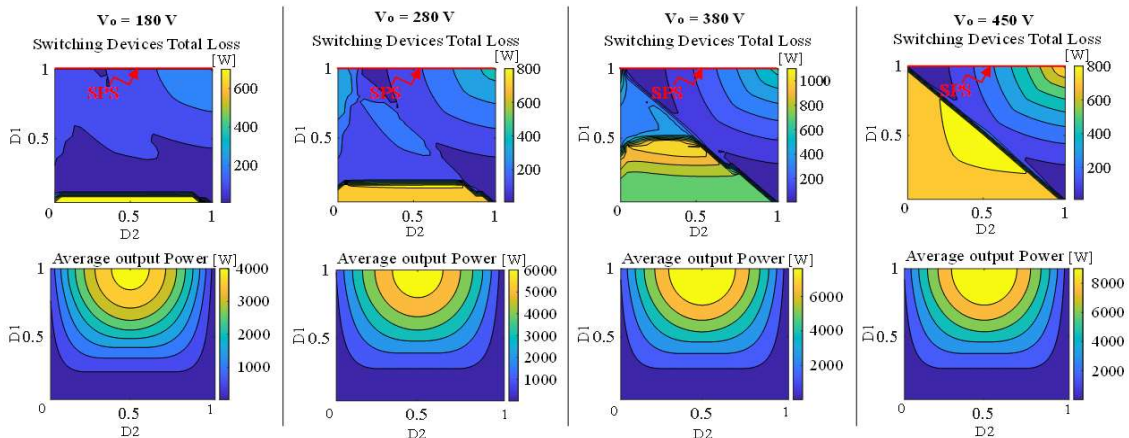 Vo = 180 V
Switching Devices Total Loss
[W]
1
0.5
D1
SPS
600
400
200
0
0.5
1
D2
Average output Power [W]
1
0.5
D1
4000
3000
2000
1000
0
0.5
1
D2
Vo = 280 V
Switching Devices Total Loss
[W]
1
0.5
D1
SPS
800
600
400
200
0
0.5
1
D2
Average output Power [W]
1
0.5
D1
6000
5000
4000
3000
2000
1000
0
0.5
1
D2
Vo = 380 V
Switching Devices Total Loss
[W]
1
0.5
D1
SPS
1000
800
600
400
200
0
0.5
1
D2
Average output Power [W]
1
0.5
D1
6000
4000
2000
0
0.5
1
D2
Vo = 450 V
Switching Devices Total Loss
[W]
1
0.5
D1
SPS
800
600
400
200
0
0.5
1
D2
Average output Power [W]
1
0.5
D1
8000
6000
4000
2000
0
0.5
1
D2